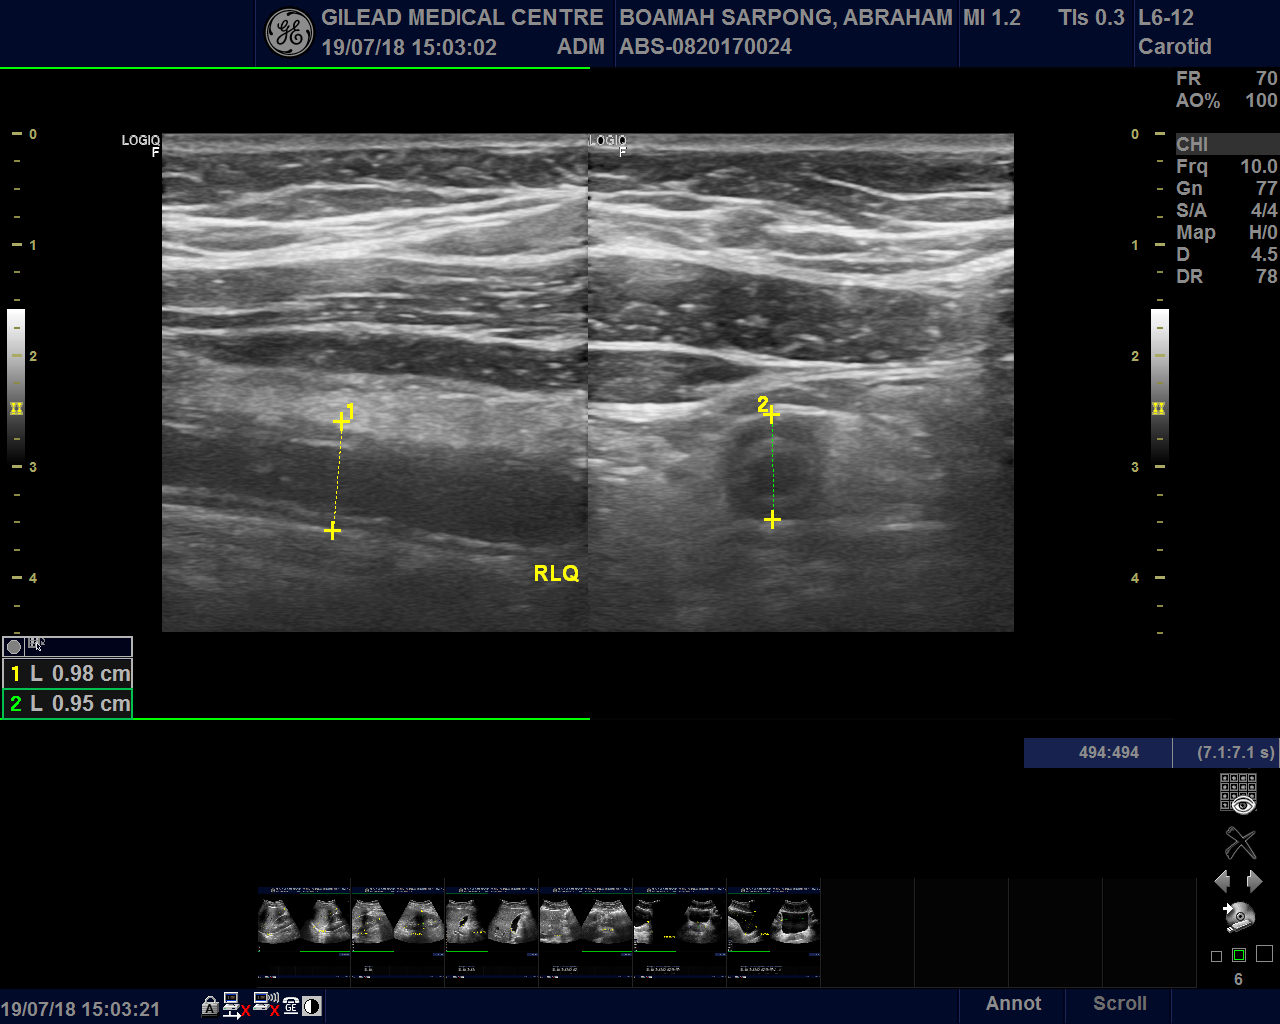 GILEAD MEDICAL CENTRE
19/07/18 15:03:02 ADM
BOAMAH SARPONG, ABRAHAM
ABS-0820170024
MI 1.2 TIs 0.3
L6-12
Carotid
FR 70
AO% 100
CHI
Frq 10.0
Gn 77
S/A 4/4
Map H/0
D 4.5
DR 78
LOGIQ
F
LOGIQ
F
0
1
2
3
4
0
1
2
3
4
1
2
RLQ
1 L 0.98 cm
2 L 0.95 cm
494:494 (7.1:7.1 s)
6
19/07/18 15:03:21
A
GE
Annot
Scroll